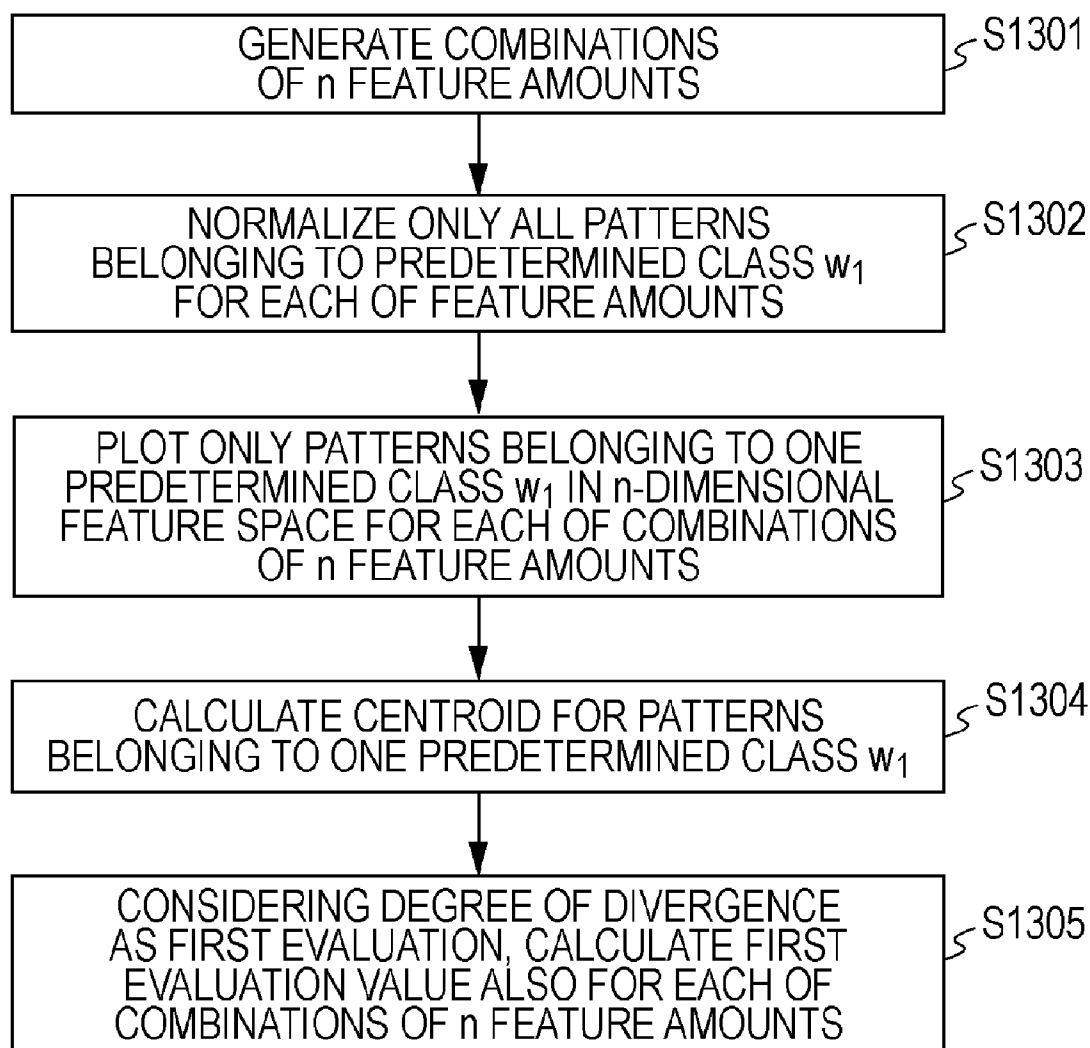 GENERATE COMBINATIONS
OF n FEATURE AMOUNTS
S1301
NORMALIZE ONLY ALL PATTERNS
BELONGING TO PREDETERMINED CLASS w₁
FOR EACH OF FEATURE AMOUNTS
S1302
PLOT ONLY PATTERNS BELONGING TO ONE
PREDETERMINED CLASS w₁ IN n-DIMENSIONAL
FEATURE SPACE FOR EACH OF COMBINATIONS
OF n FEATURE AMOUNTS
S1303
CALCULATE CENTROID FOR PATTERNS
BELONGING TO ONE PREDETERMINED CLASS w₁
S1304
CONSIDERING DEGREE OF DIVERGENCE
AS FIRST EVALUATION, CALCULATE FIRST
EVALUATION VALUE ALSO FOR EACH OF
COMBINATIONS OF n FEATURE AMOUNTS
S1305